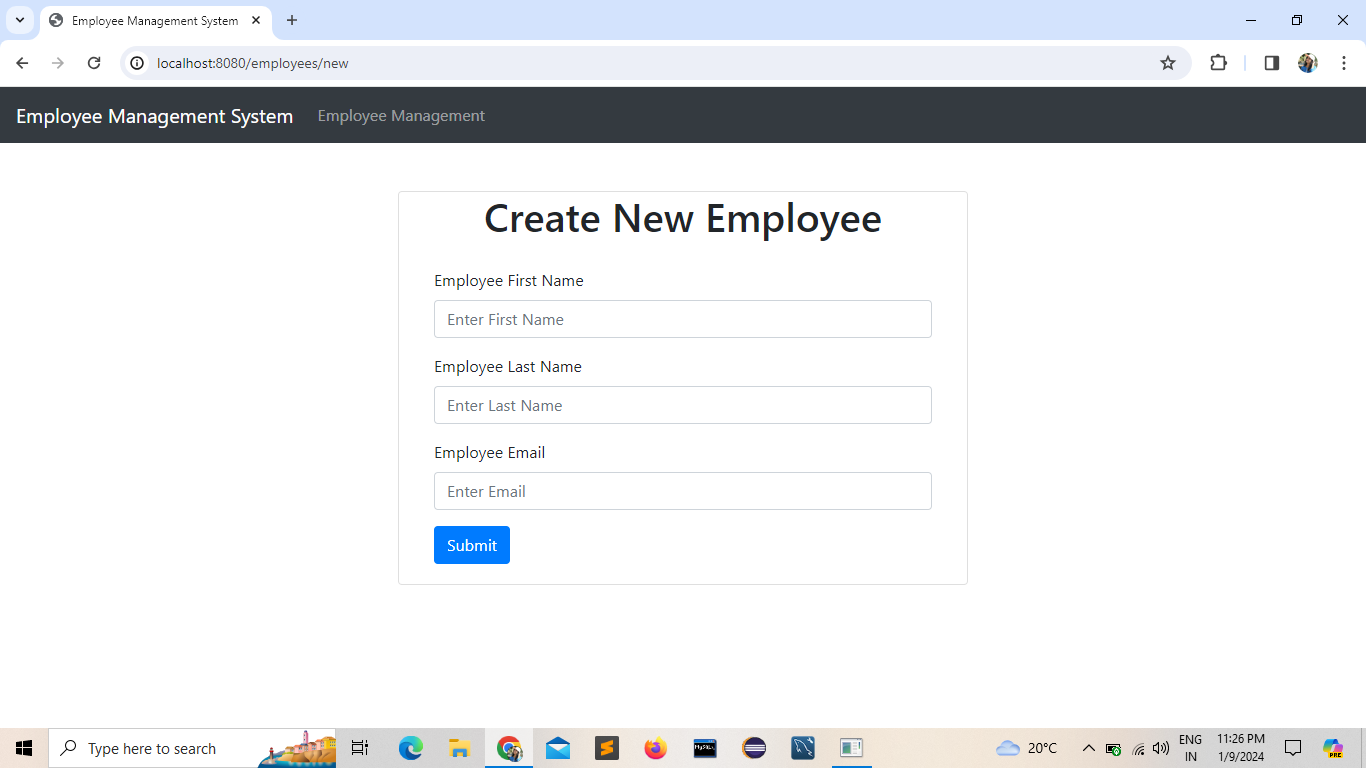 Employee Management System
localhost:8080/employees/new
Employee Management System Employee Management
Create New Employee
Employee First Name
Enter First Name
Employee Last Name
Enter Last Name
Employee Email
Enter Email
Submit
Type here to search
MySQL
20°C
ENG
IN
11:26 PM
1/9/2024
PRE